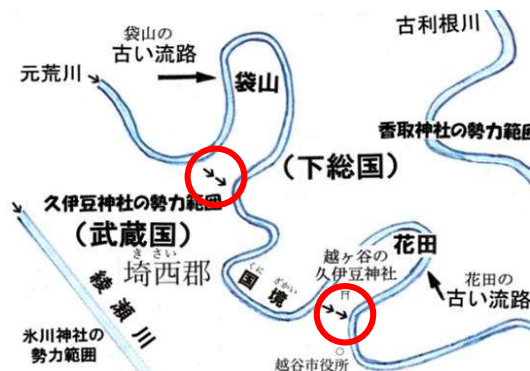 袋山の
古い流路
元荒川
袋山
古利根川
香取神社の勢力範囲
(下総国)
久伊豆神社の勢力範囲
(武蔵国)
きさい
埼西郡
綾瀬川
氷川神社の
勢力範囲
くにざかい
国境
越ヶ谷の
久伊豆神社
花田
花田の
古い流路
越谷市役所